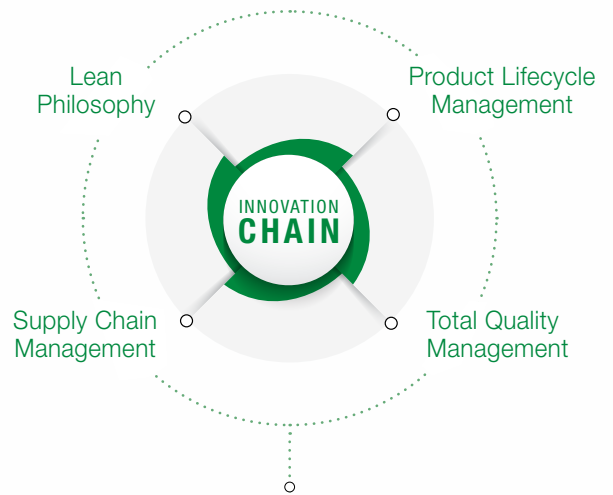 Lean
Philosophy
Product Lifecycle
Management
INNOVATION
CHAIN
Supply Chain
Management
Total Quality
Management